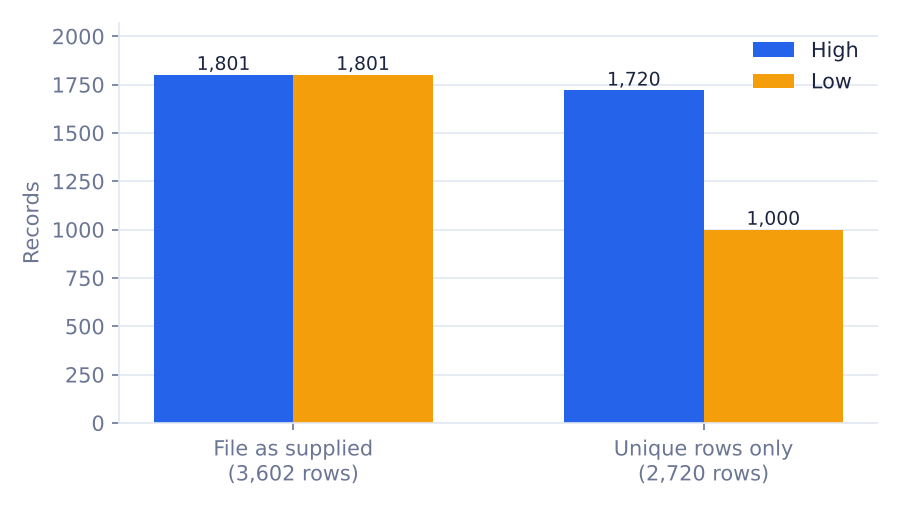 2000
1750
1500
1250
1000
750
500
250
0
Records
1,801
1,801
1,720
1,000
High
Low
File as supplied
(3,602 rows)
Unique rows only
(2,720 rows)